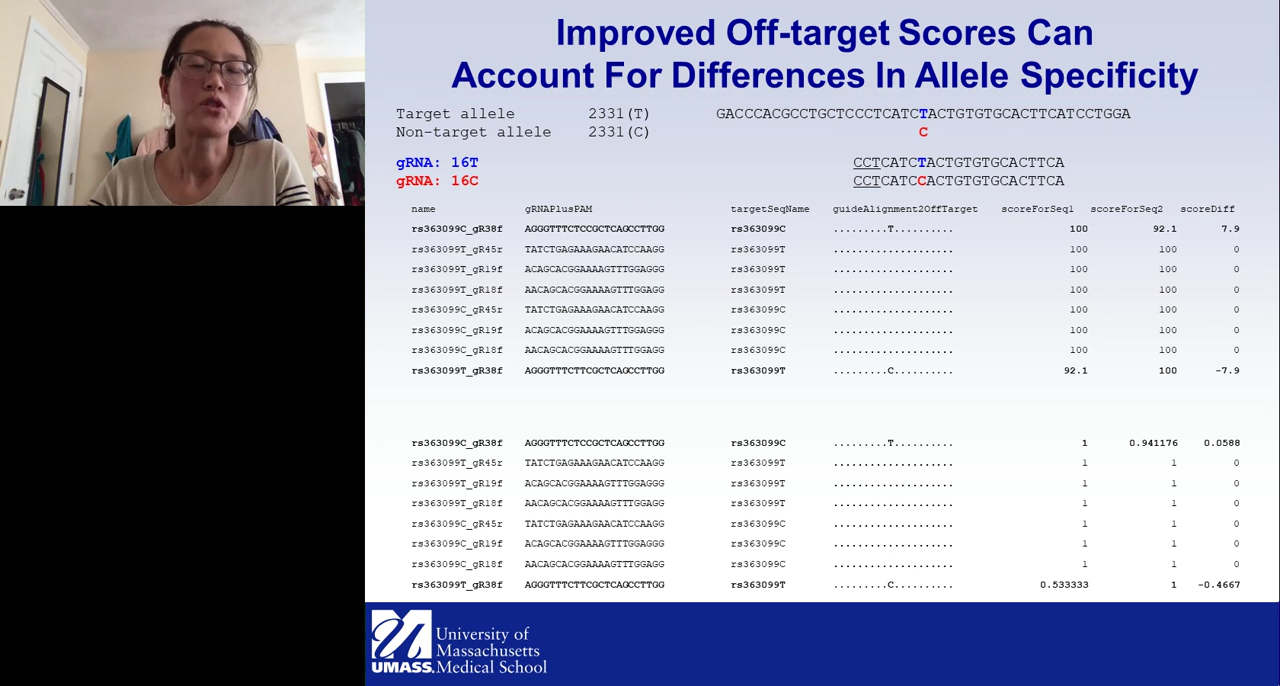 Improved Off-target Scores Can
Account For Differences In Allele Specificity
Target allele 2331(T) GACCCACGCCTGCTCCCTCATCTACTGTGTGCACTTCATCCTGGA
Non-target allele 2331(C) C
gRNA: 16T CCTCATCTACTGTGTGCACTTCA
gRNA: 16C CCTCATCCACTGTGTGCACTTCA
name gRNAPlusPAM targetSeqName guideAlignment2OffTarget scoreForSeq1 scoreForSeq2 scoreDiff
rs363099C_gR38f AGGGTTTCTCCGCTCAGCCTTGG rs363099C .........T.......... 100 92.1 7.9
rs363099T_gR45r TATCTGAGAAAGAACATCCAAGG rs363099T .................... 100 100 0
rs363099T_gR19f ACAGCACGGAAAAGTTTGGAGGG rs363099T .................... 100 100 0
rs363099T_gR18f AACAGCACGGAAAAGTTTGGAGG rs363099T .................... 100 100 0
rs363099C_gR45r TATCTGAGAAAGAACATCCAAGG rs363099C .................... 100 100 0
rs363099C_gR19f ACAGCACGGAAAAGTTTGGAGGG rs363099C .................... 100 100 0
rs363099C_gR18f AACAGCACGGAAAAGTTTGGAGG rs363099C .................... 100 100 0
rs363099T_gR38f AGGGTTTCTTCGCTCAGCCTTGG rs363099T .........C.......... 92.1 100 -7.9
rs363099C_gR38f AGGGTTTCTCCGCTCAGCCTTGG rs363099C .........T.......... 1 0.941176 0.0588
rs363099T_gR45r TATCTGAGAAAGAACATCCAAGG rs363099T .................... 1 1 0
rs363099T_gR19f ACAGCACGGAAAAGTTTGGAGGG rs363099T .................... 1 1 0
rs363099T_gR18f AACAGCACGGAAAAGTTTGGAGG rs363099T .................... 1 1 0
rs363099C_gR45r TATCTGAGAAAGAACATCCAAGG rs363099C .................... 1 1 0
rs363099C_gR19f ACAGCACGGAAAAGTTTGGAGGG rs363099C .................... 1 1 0
rs363099C_gR18f AACAGCACGGAAAAGTTTGGAGG rs363099C .................... 1 1 0
rs363099T_gR38f AGGGTTTCTTCGCTCAGCCTTGG rs363099T .........C.......... 0.533333 1 -0.4667
University of
Massachusetts
UMASS. Medical School